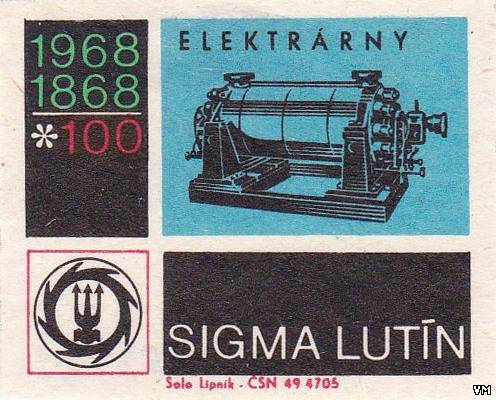 1968
1868
*100
ELEKTRÁRNY
SIGMA LUTÍN
Solo Lipník - ČSN 49 4705
VM